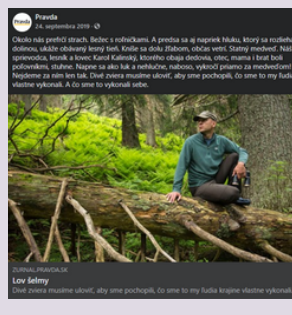 Pravda
Pravda
24. septembra 2019 ·
Okolo nás prefrčí strach. Bežec s roľničkami. A predsa sa aj napriek hluku, ktorý sa rozlieha
dolinou, ukáže obávaný lesný tieň. Kníše sa dolu žľabom, občas vetrí. Statný medveď. Náš
sprievodca, lesník a lovec Karol Kalinský, ktorého obaja dedovia, otec, mama i brat boli
poľovníkmi, stuhne. Napne sa ako luk a nehlučne, naboso, vykročí priamo za medveďom!
Nejdeme za ním len tak. Divé zviera musíme uloviť, aby sme pochopili, čo sme to my ľudia
vlastne vykonali. A čo sme to vykonali sebe.
ZURNAL.PRAVDA.SK
Lov šelmy
Divé zviera musíme uloviť, aby sme pochopili, čo sme to my ľudia krajine vlastne vykonali